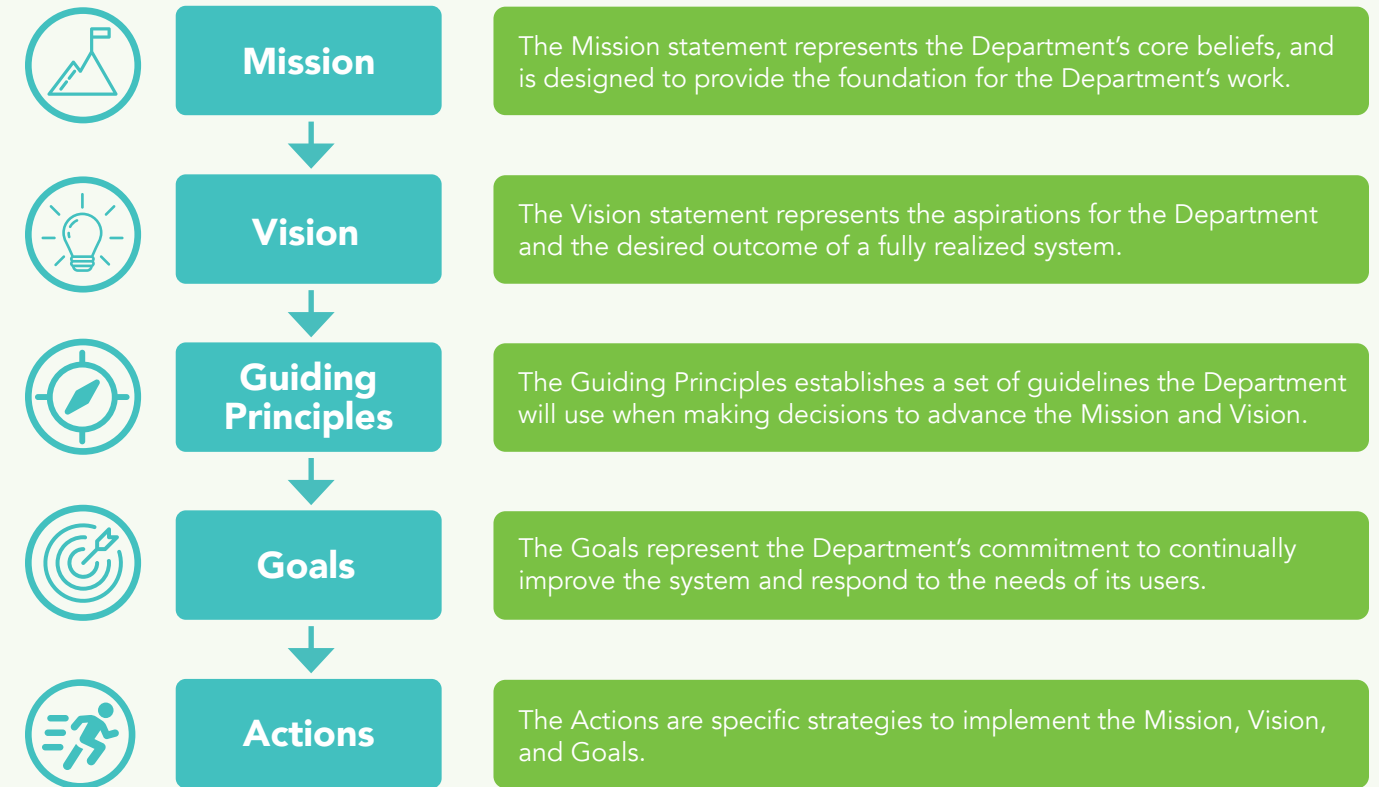 Mission
The Mission statement represents the Department’s core beliefs, and
is designed to provide the foundation for the Department’s work.
Vision
The Vision statement represents the aspirations for the Department
and the desired outcome of a fully realized system.
Guiding
Principles
The Guiding Principles establishes a set of guidelines the Department
will use when making decisions to advance the Mission and Vision.
Goals
The Goals represent the Department’s commitment to continually
improve the system and respond to the needs of its users.
Actions
The Actions are specific strategies to implement the Mission, Vision,
and Goals.